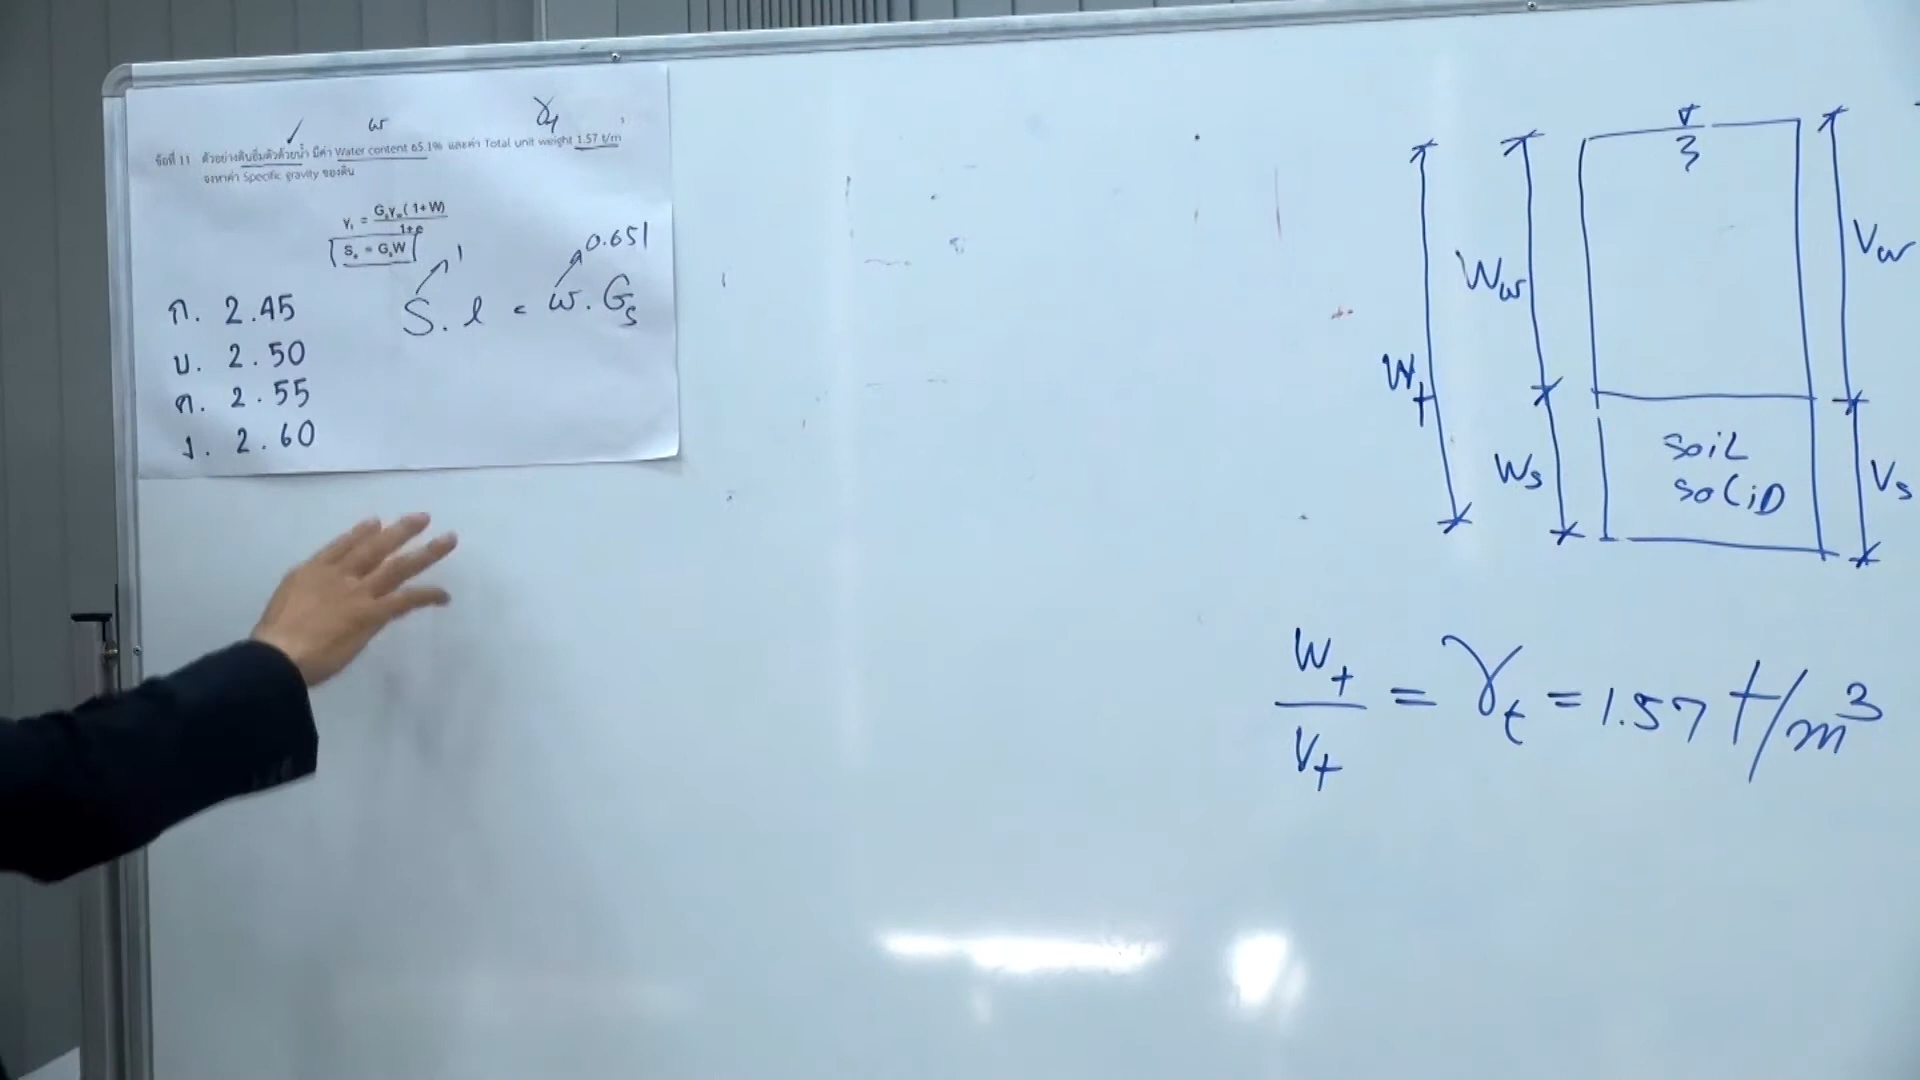 ω γt
ข้อที่ 11 ตัวอย่างดินอิ่มตัวด้วยน้ำ มีค่า Water content 65.1% และค่า Total unit weight 1.57 t/m³
จงหาค่า Specific gravity ของดิน
γt = Gsγw(1+W) / 1+e
Se = GsW
1 0.651
S.e = ω.Gs
ก. 2.45
ข. 2.50
ค. 2.55
ง. 2.60
Wt
Ww
Ws
Vw
Vs
SOIL
SOLID
Wt / Vt = γt = 1.57 t/m³